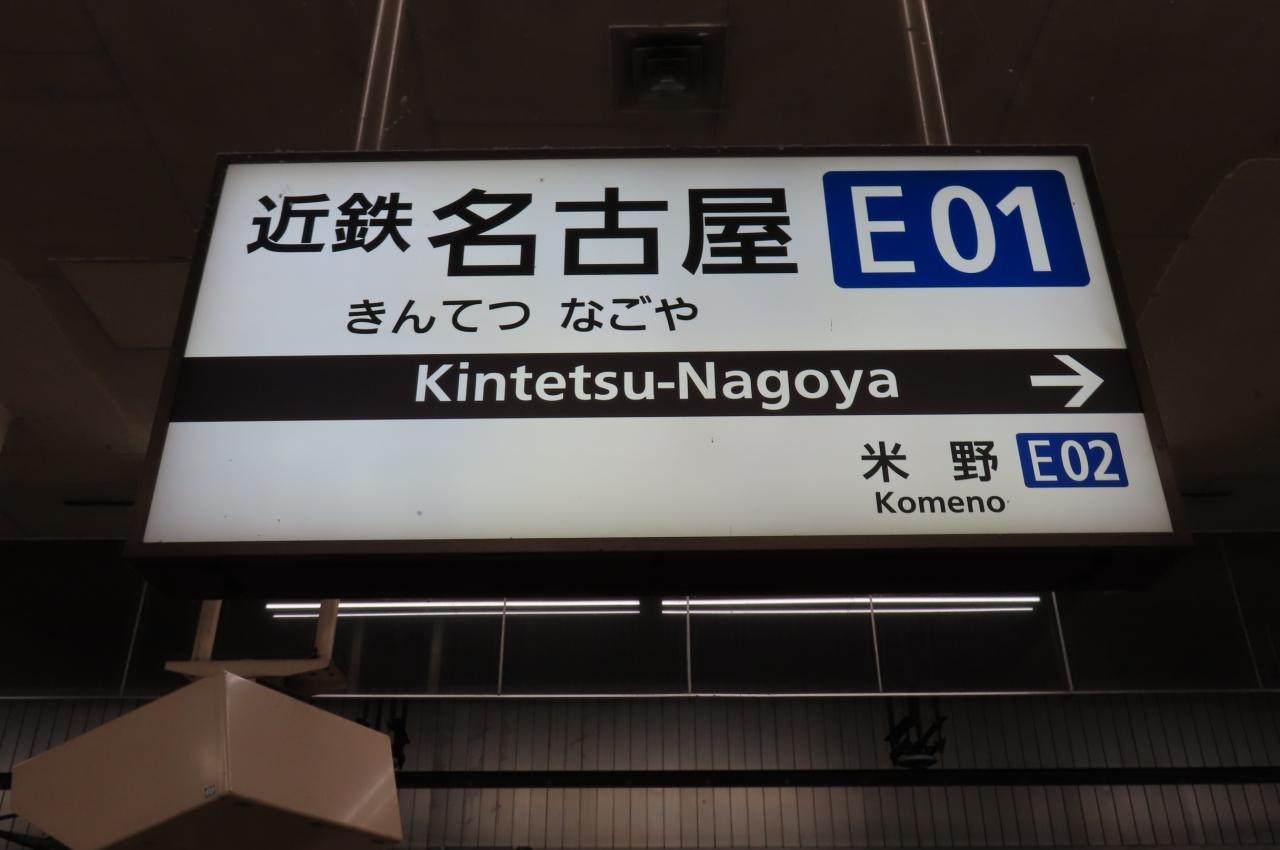 近鉄名古屋 E01
きんてつ なごや
Kintetsu-Nagoya →
米野 E02
Komeno